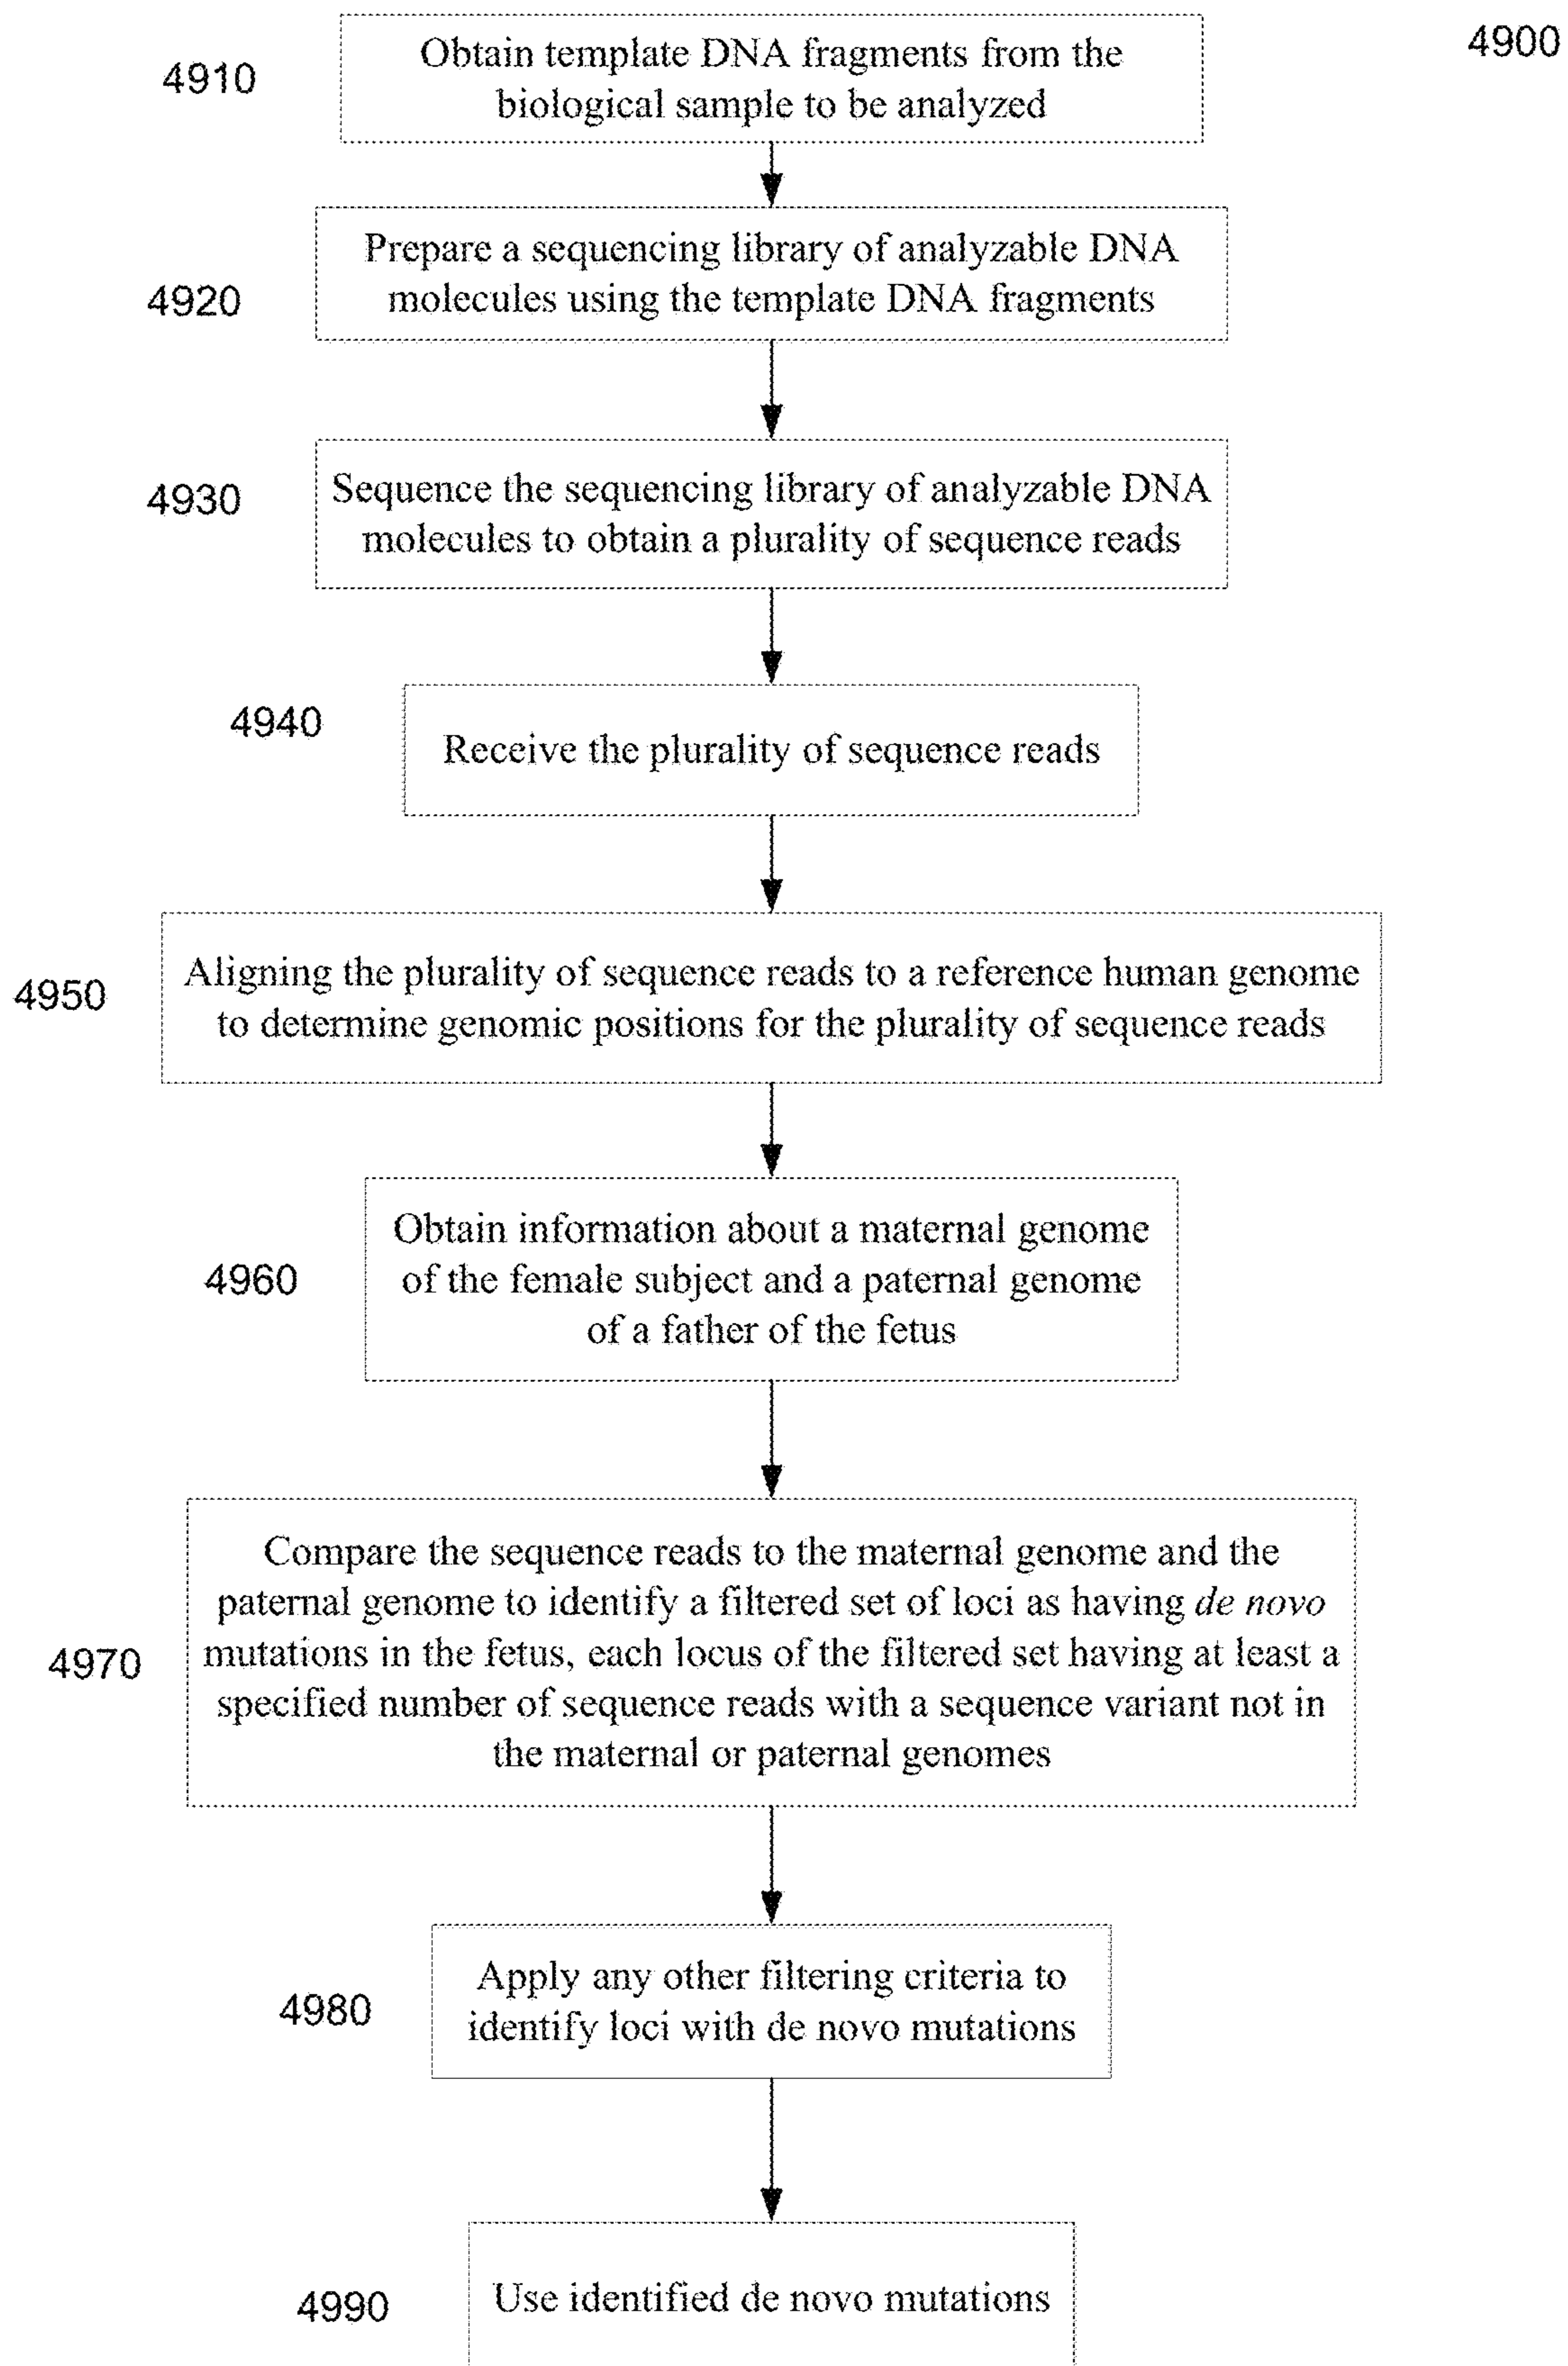 4900
4910
Obtain template DNA fragments from the
biological sample to be analyzed
4920
Prepare a sequencing library of analyzable DNA
molecules using the template DNA fragments
4930
Sequence the sequencing library of analyzable DNA
molecules to obtain a plurality of sequence reads
4940
Receive the plurality of sequence reads
4950
Aligning the plurality of sequence reads to a reference human genome
to determine genomic positions for the plurality of sequence reads
4960
Obtain information about a maternal genome
of the female subject and a paternal genome
of a father of the fetus
4970
Compare the sequence reads to the maternal genome and the
paternal genome to identify a filtered set of loci as having de novo
mutations in the fetus, each locus of the filtered set having at least a
specified number of sequence reads with a sequence variant not in
the maternal or paternal genomes
4980
Apply any other filtering criteria to
identify loci with de novo mutations
4990
Use identified de novo mutations